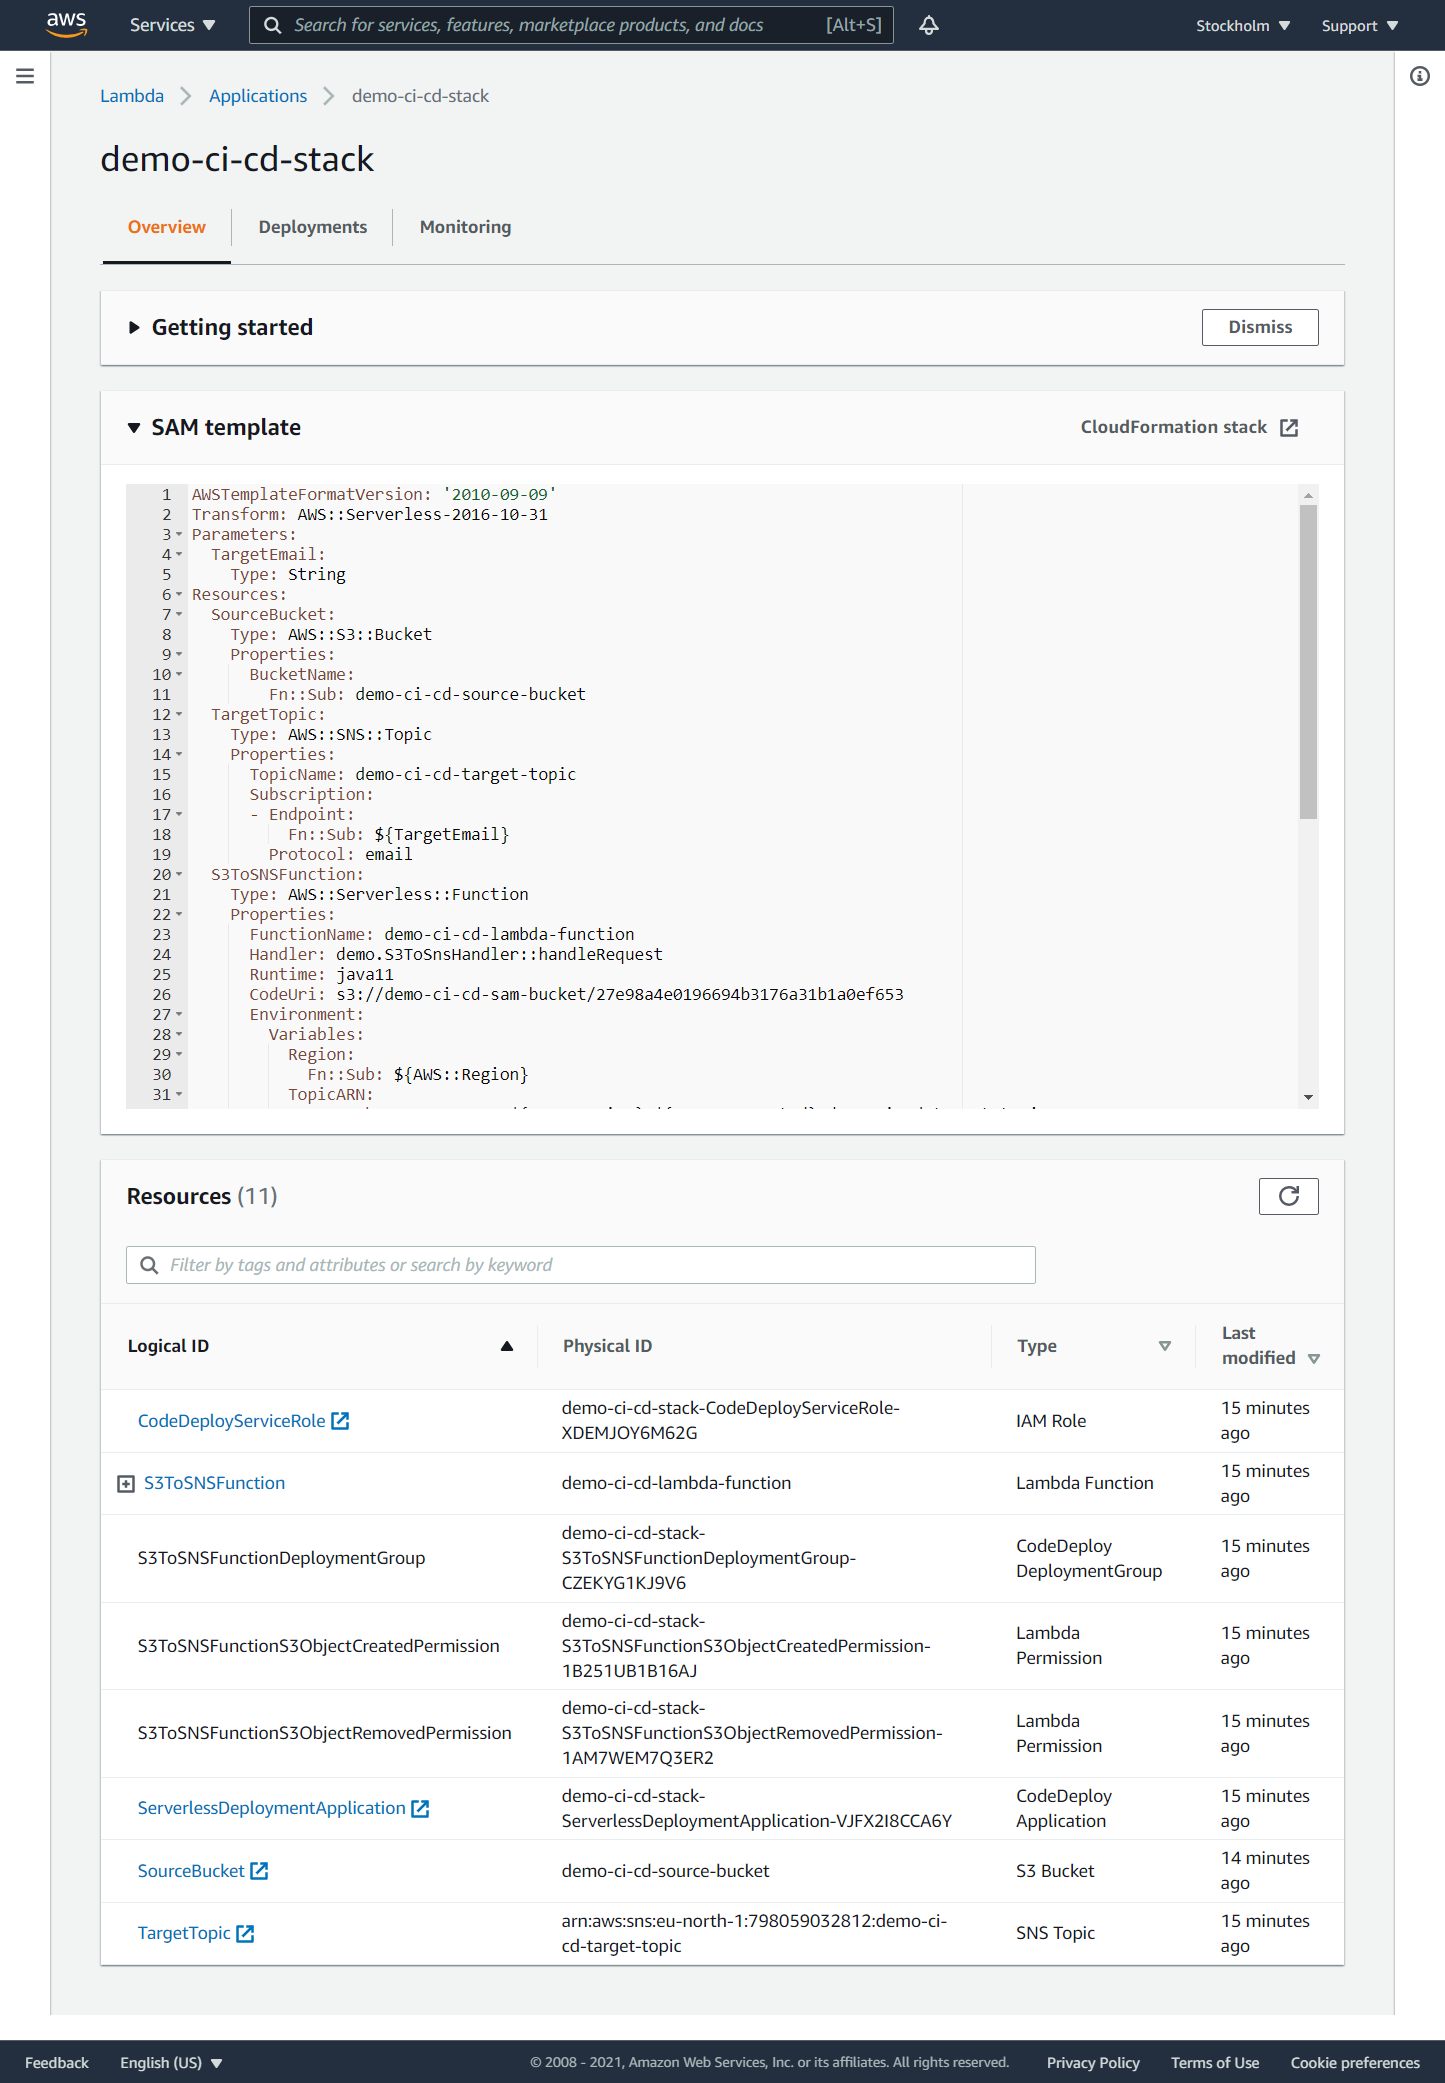 aws
Services
Search for services, features, marketplace products, and docs [Alt+S]
Stockholm
Support
Lambda
Applications
demo-ci-cd-stack
demo-ci-cd-stack
Overview
Deployments
Monitoring
Getting started
Dismiss
SAM template
CloudFormation stack
1 AWSTemplateFormatVersion: '2010-09-09'
2 Transform: AWS::Serverless-2016-10-31
3 Parameters:
4 TargetEmail:
5 Type: String
6 Resources:
7 SourceBucket:
8 Type: AWS::S3::Bucket
9 Properties:
10 BucketName:
11 Fn::Sub: demo-ci-cd-source-bucket
12 TargetTopic:
13 Type: AWS::SNS::Topic
14 Properties:
15 TopicName: demo-ci-cd-target-topic
16 Subscription:
17 - Endpoint:
18 Fn::Sub: ${TargetEmail}
19 Protocol: email
20 S3ToSNSFunction:
21 Type: AWS::Serverless::Function
22 Properties:
23 FunctionName: demo-ci-cd-lambda-function
24 Handler: demo.S3ToSnsHandler::handleRequest
25 Runtime: java11
26 CodeUri: s3://demo-ci-cd-sam-bucket/27e98a4e0196694b3176a31b1a0ef653
27 Environment:
28 Variables:
29 Region:
30 Fn::Sub: ${AWS::Region}
31 TopicARN:
Resources (11)
Filter by tags and attributes or search by keyword
Logical ID
Physical ID
Type
Last
modified
CodeDeployServiceRole
demo-ci-cd-stack-CodeDeployServiceRole-
XDEMJOY6M62G
IAM Role
15 minutes
ago
S3ToSNSFunction
demo-ci-cd-lambda-function
Lambda Function
15 minutes
ago
S3ToSNSFunctionDeploymentGroup
demo-ci-cd-stack-
S3ToSNSFunctionDeploymentGroup-
CZEKYG1KJ9V6
CodeDeploy
DeploymentGroup
15 minutes
ago
S3ToSNSFunctionS3ObjectCreatedPermission
demo-ci-cd-stack-
S3ToSNSFunctionS3ObjectCreatedPermission-
1B251UB1B16AJ
Lambda
Permission
15 minutes
ago
S3ToSNSFunctionS3ObjectRemovedPermission
demo-ci-cd-stack-
S3ToSNSFunctionS3ObjectRemovedPermission-
1AM7WEM7Q3ER2
Lambda
Permission
15 minutes
ago
ServerlessDeploymentApplication
demo-ci-cd-stack-
ServerlessDeploymentApplication-VJFX2I8CCA6Y
CodeDeploy
Application
15 minutes
ago
SourceBucket
demo-ci-cd-source-bucket
S3 Bucket
14 minutes
ago
TargetTopic
arn:aws:sns:eu-north-1:798059032812:demo-ci-
cd-target-topic
SNS Topic
15 minutes
ago
Feedback
English (US)
© 2008 - 2021, Amazon Web Services, Inc. or its affiliates. All rights reserved.
Privacy Policy
Terms of Use
Cookie preferences